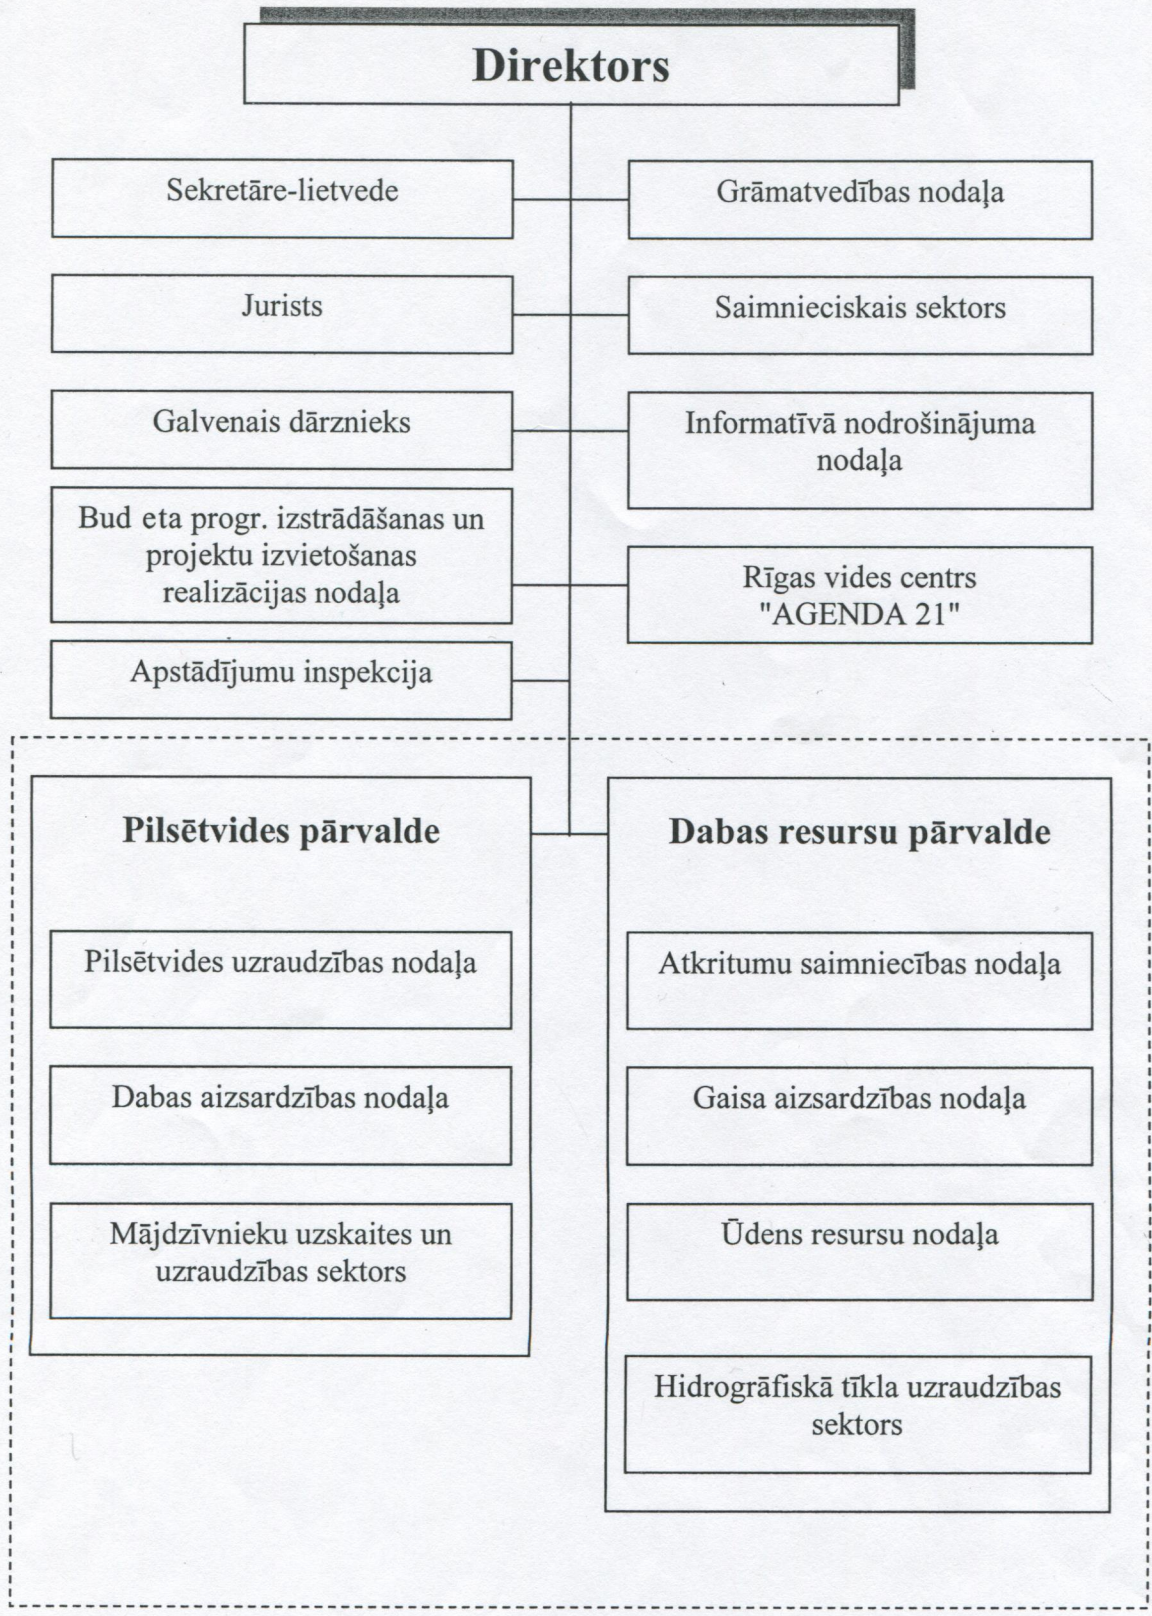 Direktors
Sekretāre-lietvede
Grāmatvedības nodaļa
Jurists
Saimnieciskais sektors
Galvenais dārznieks
Informatīvā nodrošinājuma
nodaļa
Bud eta progr. izstrādāšanas un
projektu izvietošanas
realizācijas nodaļa
Rīgas vides centrs
"AGENDA 21"
Apstādījumu inspekcija
Pilsētvides pārvalde
Pilsētvides uzraudzības nodaļa
Dabas aizsardzības nodaļa
Mājdzīvnieku uzskaites un
uzraudzības sektors
Dabas resursu pārvalde
Atkritumu saimniecības nodaļa
Gaisa aizsardzības nodaļa
Ūdens resursu nodaļa
Hidrogrāfiskā tīkla uzraudzības
sektors